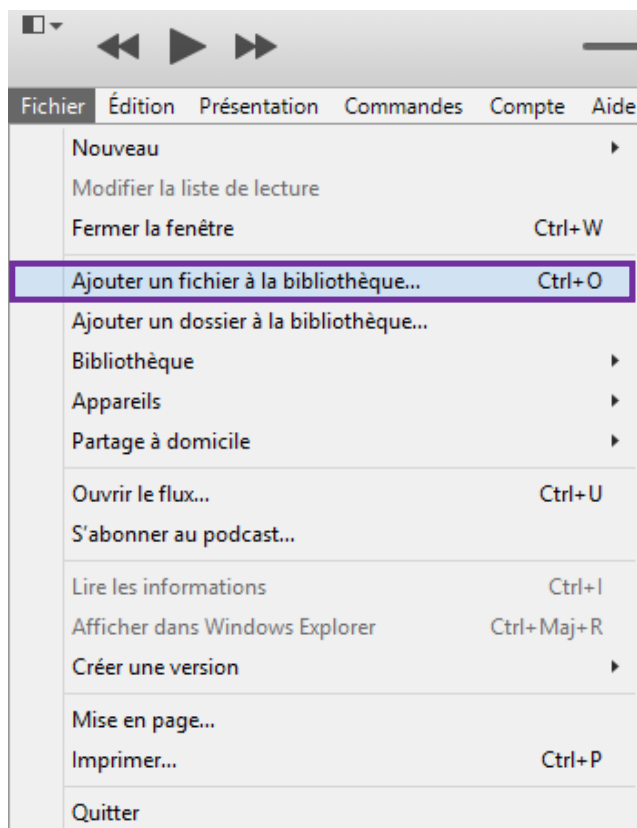 Fichier Édition Présentation Commandes Compte Aide
Nouveau
Modifier la liste de lecture
Fermer la fenêtre Ctrl+W
Ajouter un fichier à la bibliothèque... Ctrl+O
Ajouter un dossier à la bibliothèque...
Bibliothèque
Appareils
Partage à domicile
Ouvrir le flux... Ctrl+U
S'abonner au podcast...
Lire les informations Ctrl+I
Afficher dans Windows Explorer Ctrl+Maj+R
Créer une version
Mise en page...
Imprimer... Ctrl+P
Quitter